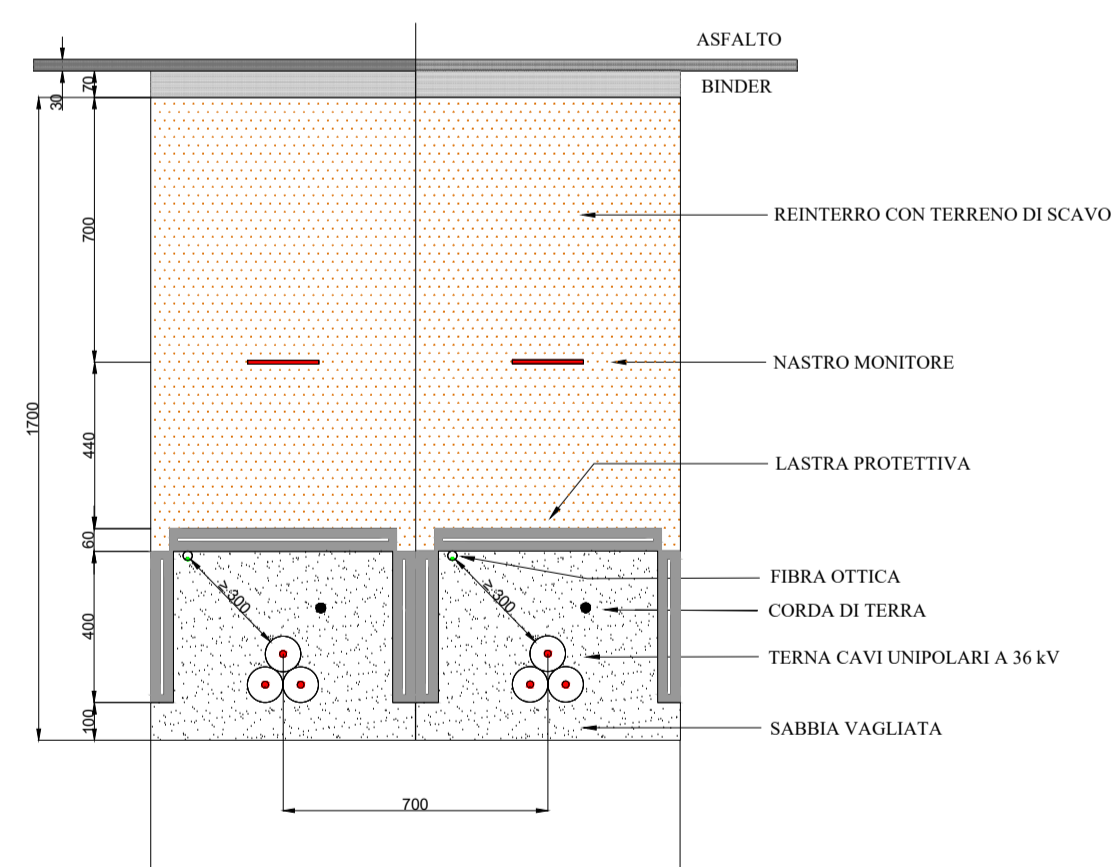 ASFALTO
BINDER
30
70
700
REINTERRO CON TERRENO DI SCAVO
1700
NASTRO MONITORE
440
LASTRA PROTETTIVA
60
FIBRA OTTICA
≥300
≥300
400
CORDA DI TERRA
TERNA CAVI UNIPOLARI A 36 kV
100
SABBIA VAGLIATA
700